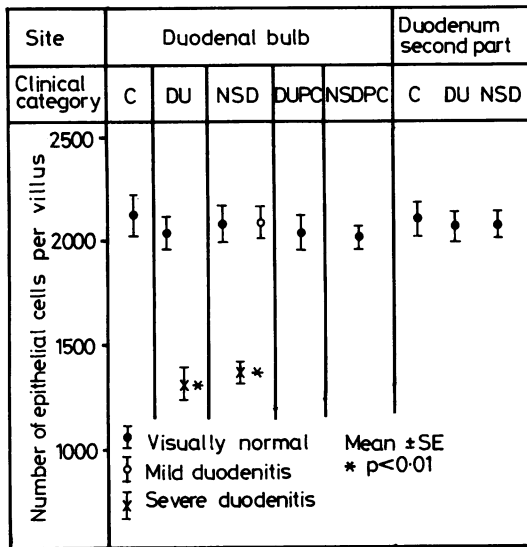 Site
Duodenal bulb
Duodenum
second part
Clinical
category
C DU NSD DUPC NSDPC C DU NSD
Number of epithelial cells per villus
2500
2000
1500
1000
*
*
Visually normal
Mild duodenitis
Severe duodenitis
Mean ±SE
* p<0·01